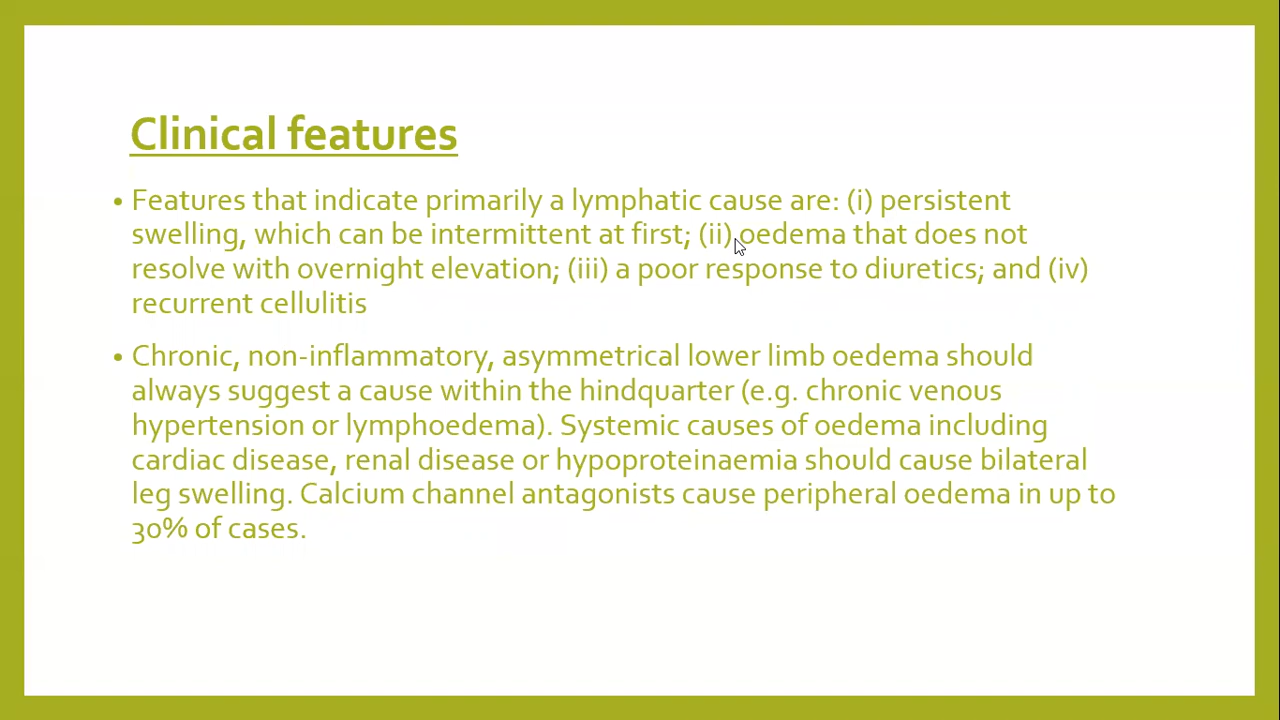 Clinical features
• Features that indicate primarily a lymphatic cause are: (i) persistent
swelling, which can be intermittent at first; (ii) oedema that does not
resolve with overnight elevation; (iii) a poor response to diuretics; and (iv)
recurrent cellulitis
• Chronic, non-inflammatory, asymmetrical lower limb oedema should
always suggest a cause within the hindquarter (e.g. chronic venous
hypertension or lymphoedema). Systemic causes of oedema including
cardiac disease, renal disease or hypoproteinaemia should cause bilateral
leg swelling. Calcium channel antagonists cause peripheral oedema in up to
30% of cases.